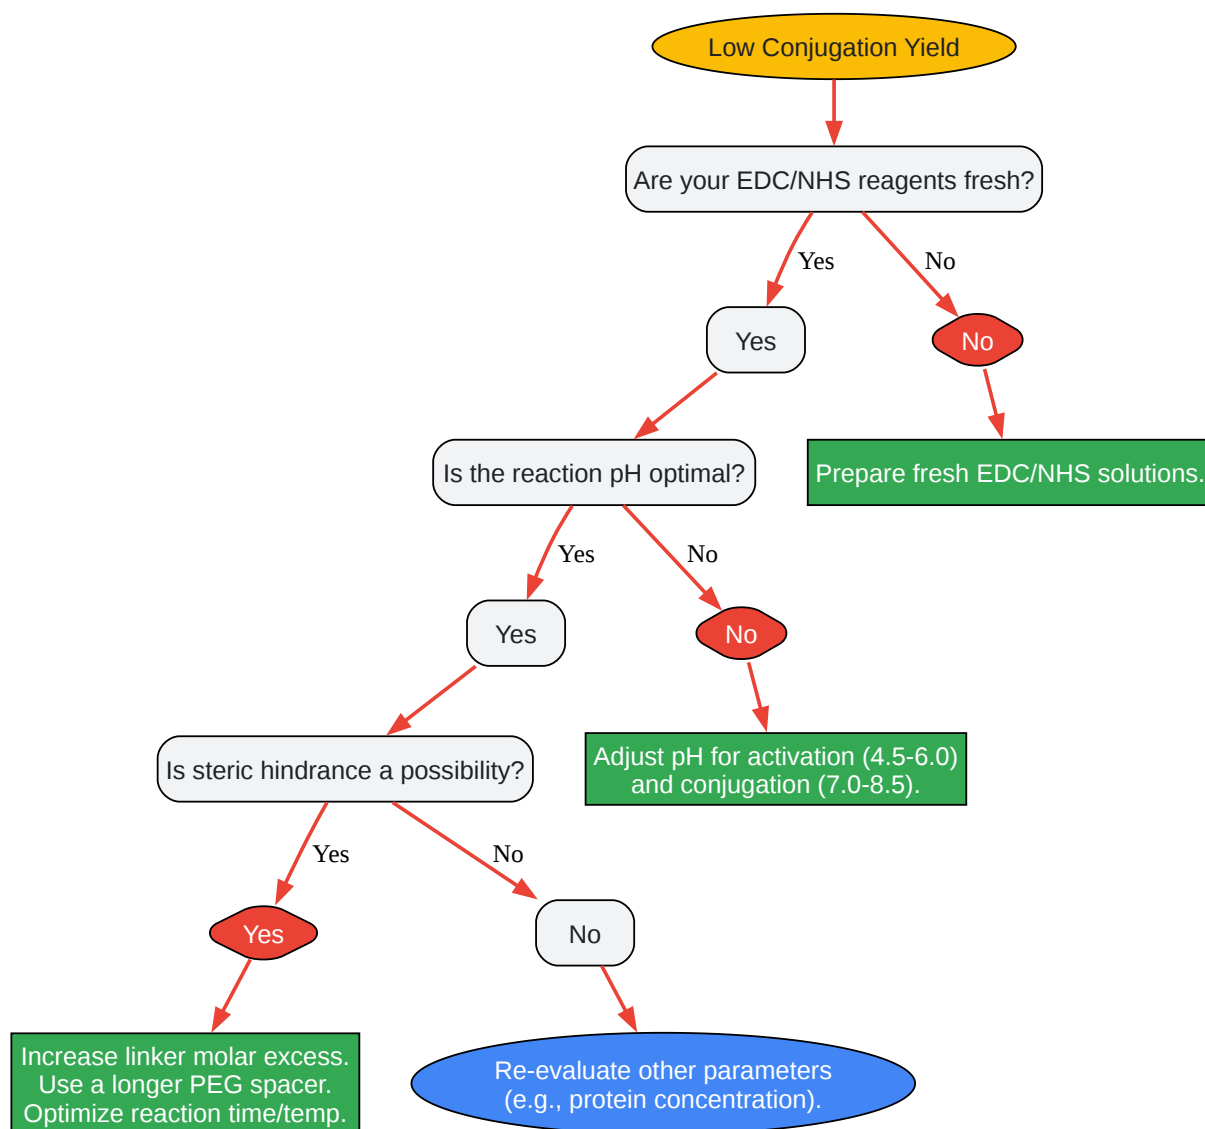 Low Conjugation Yield
Are your EDC/NHS reagents fresh?
Yes
No
Yes
No
Is the reaction pH optimal?
Prepare fresh EDC/NHS solutions.
Yes
No
Yes
No
Is steric hindrance a possibility?
Adjust pH for activation (4.5-6.0)
and conjugation (7.0-8.5).
Yes
No
Yes
No
Increase linker molar excess.
Use a longer PEG spacer.
Optimize reaction time/temp.
Re-evaluate other parameters
(e.g., protein concentration).